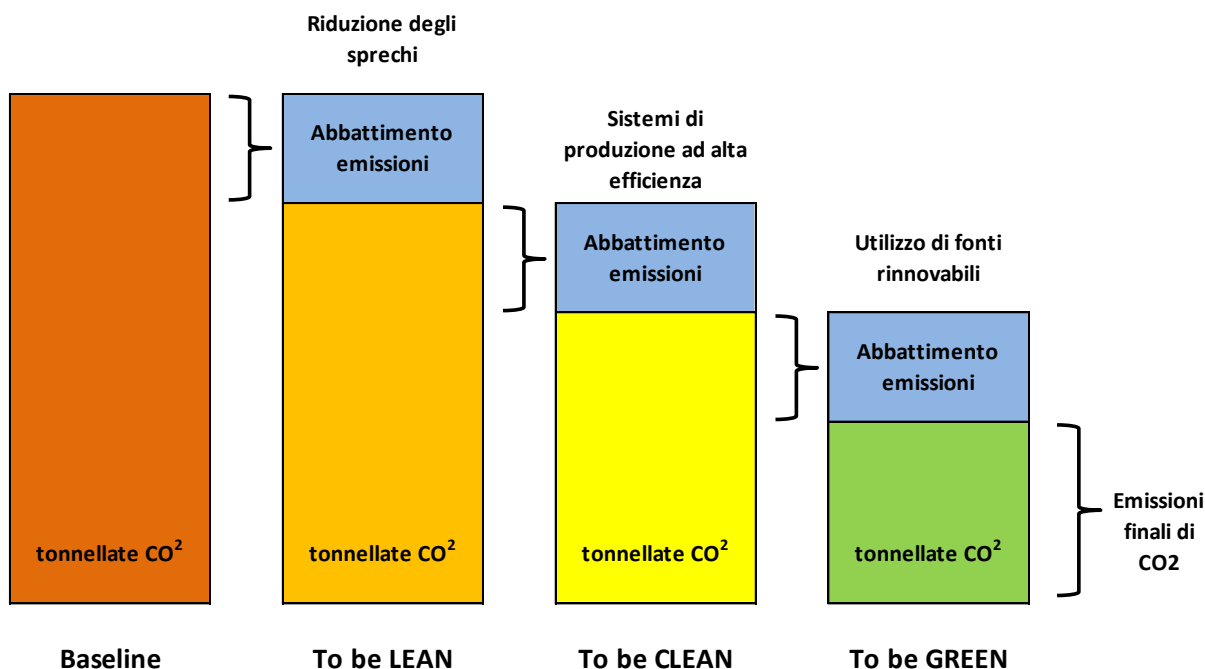 Riduzione degli
sprechi
Abbattimento
emissioni
Sistemi di
produzione ad alta
efficienza
Abbattimento
emissioni
Utilizzo di fonti
rinnovabili
Abbattimento
emissioni
tonnellate CO²
tonnellate CO²
tonnellate CO²
tonnellate CO²
Emissioni
finali di
CO2
Baseline
To be LEAN
To be CLEAN
To be GREEN